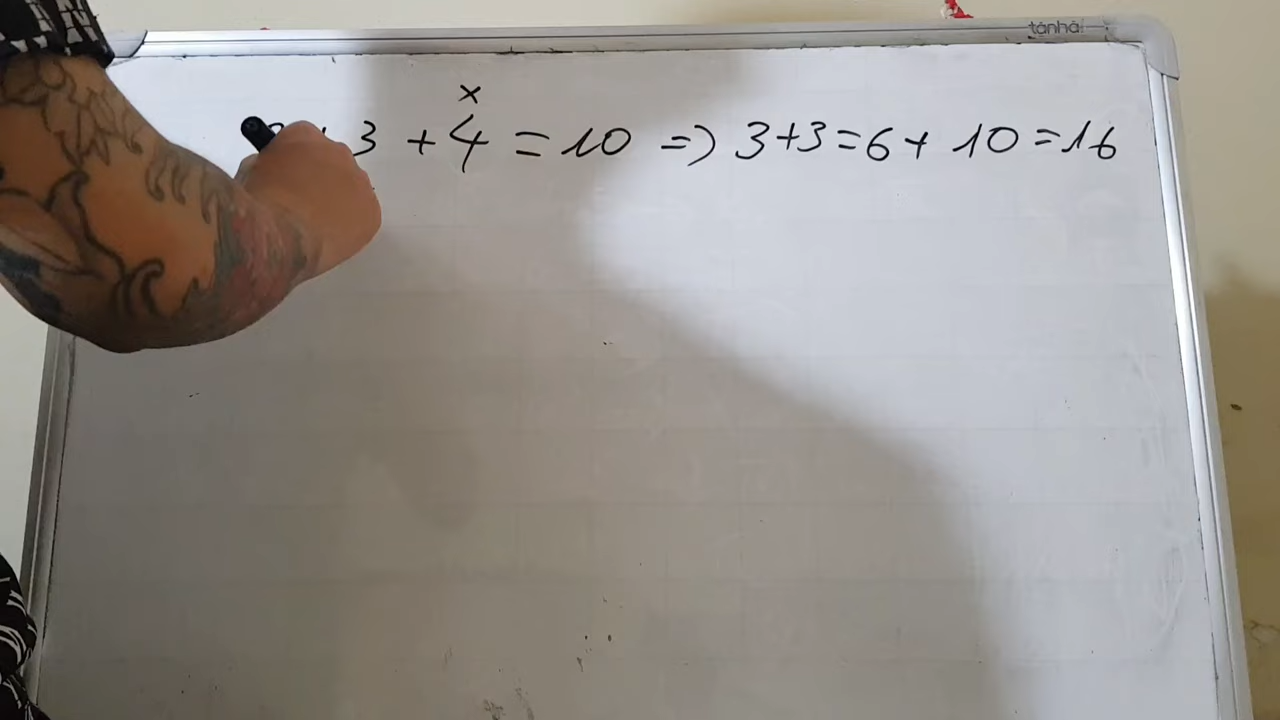 tánhà
x
3 + 4 = 10 => 3+3=6+ 10=16